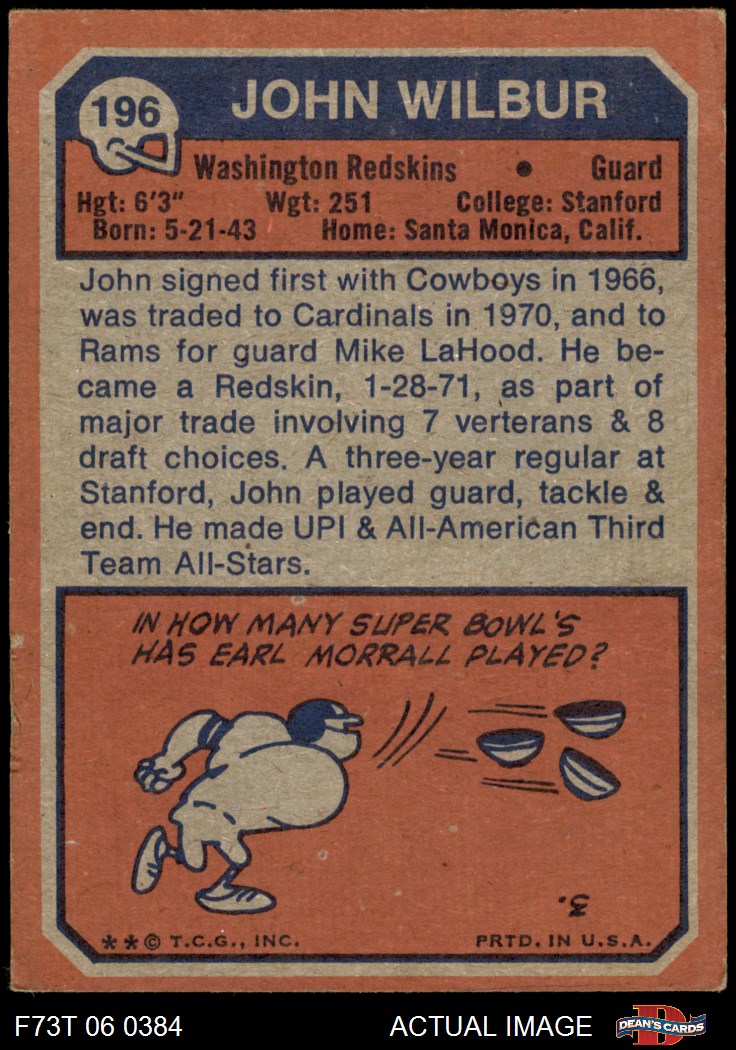 196
JOHN WILBUR
Washington Redskins • Guard
Hgt: 6'3" Wgt: 251 College: Stanford
Born: 5-21-43 Home: Santa Monica, Calif.
John signed first with Cowboys in 1966,
was traded to Cardinals in 1970, and to
Rams for guard Mike LaHood. He be-
came a Redskin, 1-28-71, as part of
major trade involving 7 verterans & 8
draft choices. A three-year regular at
Stanford, John played guard, tackle &
end. He made UPI & All-American Third
Team All-Stars.
IN HOW MANY SUPER BOWL'S
HAS EARL MORRALL PLAYED?
3.
**© T.C.G., INC. PRTD. IN U.S.A.
F73T 06 0384 ACTUAL IMAGE D DEAN'S CARDS